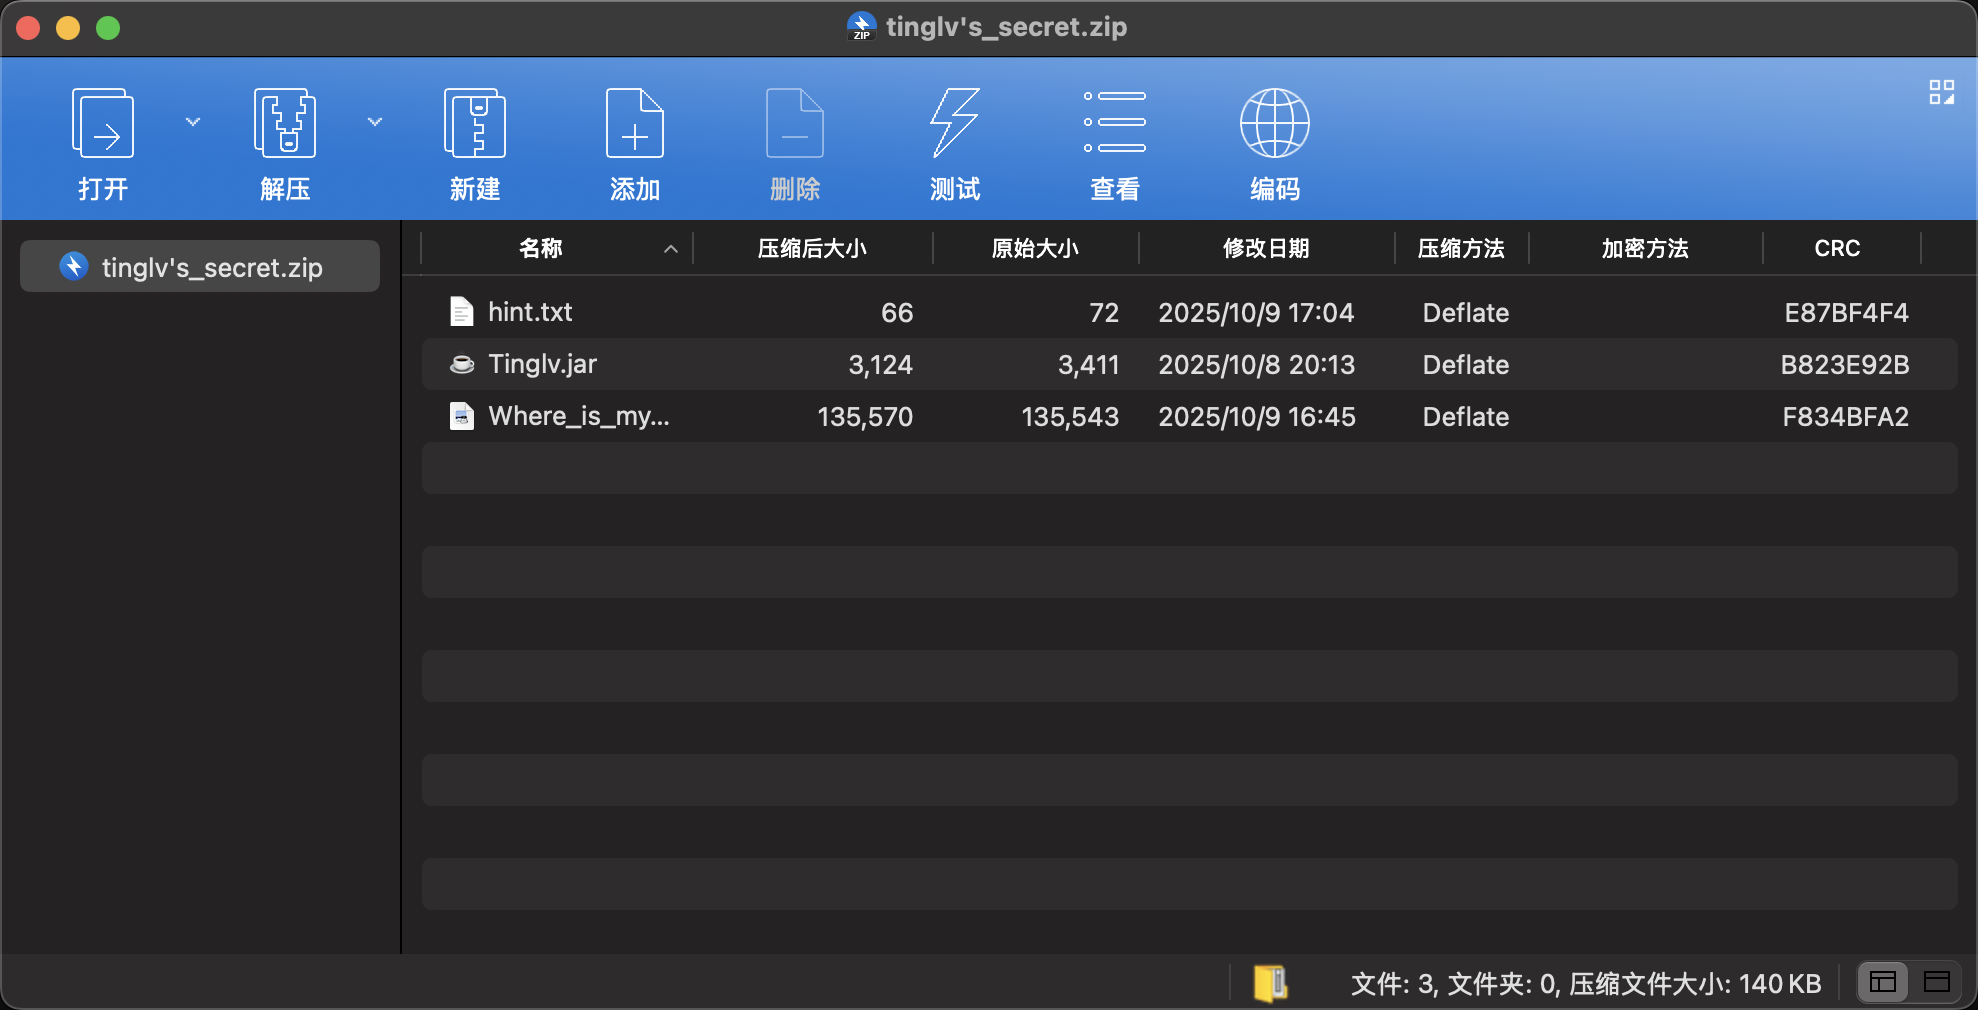 tinglv's_secret.zip
打开 解压 新建 添加 删除 测试 查看 编码
tinglv's_secret.zip
名称 压缩后大小 原始大小 修改日期 压缩方法 加密方法 CRC
hint.txt 66 72 2025/10/9 17:04 Deflate E87BF4F4
Tinglv.jar 3,124 3,411 2025/10/8 20:13 Deflate B823E92B
Where_is_my... 135,570 135,543 2025/10/9 16:45 Deflate F834BFA2
文件: 3, 文件夹: 0, 压缩文件大小: 140 KB